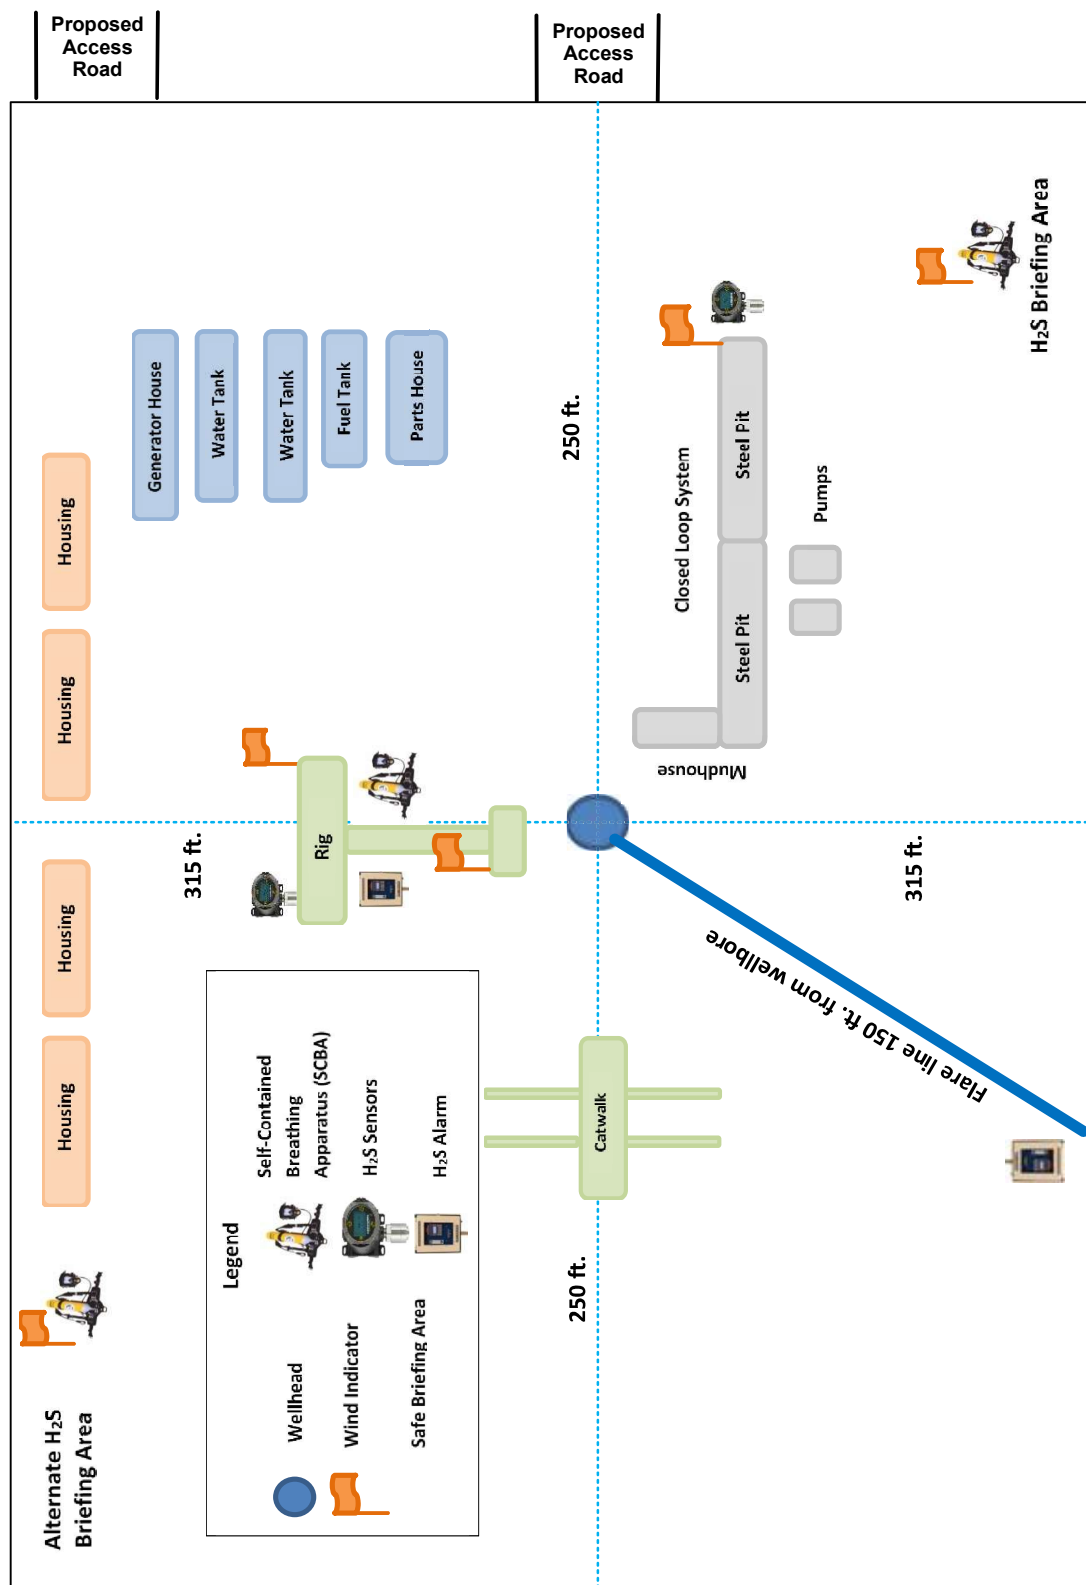 Proposed
Access
Road
Proposed
Access
Road
H₂S Briefing Area
Generator House
Water Tank
Water Tank
Fuel Tank
Parts House
250 ft.
Closed Loop System
Steel Pit
Steel Pit
Pumps
Mudhouse
Housing
Housing
Housing
Housing
315 ft.
Rig
315 ft.
Flare line 150 ft. from wellbore
Catwalk
250 ft.
Legend
Self-Contained
Breathing
Apparatus (SCBA)
H₂S Sensors
H₂S Alarm
Wellhead
Wind Indicator
Safe Briefing Area
Alternate H₂S
Briefing Area